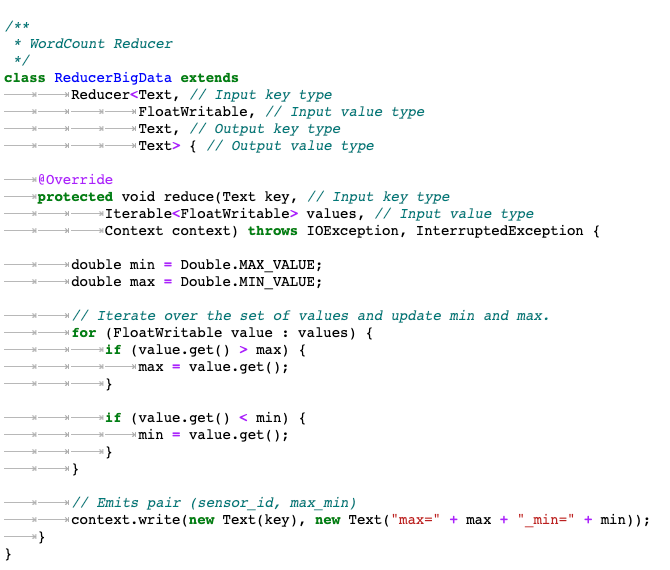 /**
 * WordCount Reducer
 */
class ReducerBigData extends
        Reducer<Text, // Input key type
                FloatWritable, // Input value type
                Text, // Output key type
                Text> { // Output value type

    @Override
    protected void reduce(Text key, // Input key type
            Iterable<FloatWritable> values, // Input value type
            Context context) throws IOException, InterruptedException {

        double min = Double.MAX_VALUE;
        double max = Double.MIN_VALUE;

        // Iterate over the set of values and update min and max.
        for (FloatWritable value : values) {
            if (value.get() > max) {
                max = value.get();
            }

            if (value.get() < min) {
                min = value.get();
            }
        }

        // Emits pair (sensor_id, max_min)
        context.write(new Text(key), new Text("max=" + max + "_min=" + min));
    }
}